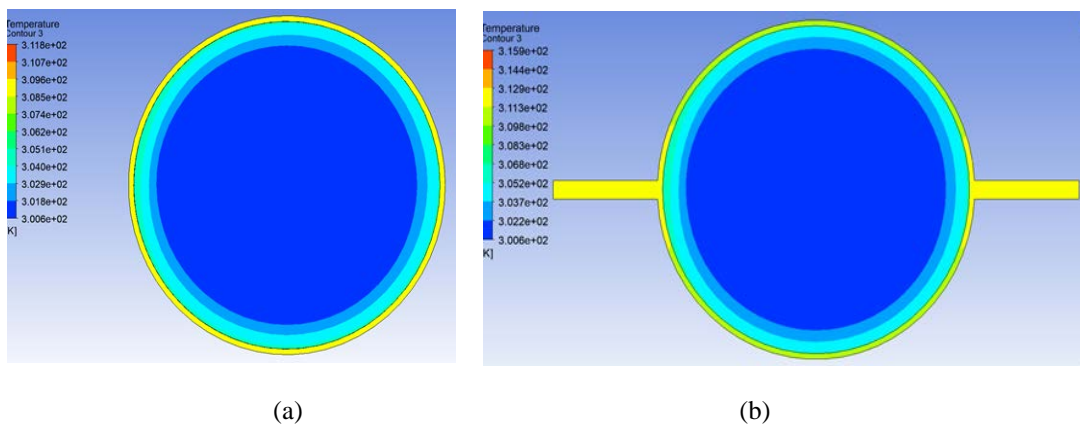 Temperature
Contour 3
3.118e+02
3.107e+02
3.096e+02
3.085e+02
3.074e+02
3.062e+02
3.051e+02
3.040e+02
3.029e+02
3.018e+02
3.006e+02
K]
Temperature
Contour 3
3.159e+02
3.144e+02
3.129e+02
3.113e+02
3.098e+02
3.083e+02
3.068e+02
3.052e+02
3.037e+02
3.022e+02
3.006e+02
K]
(a)
(b)